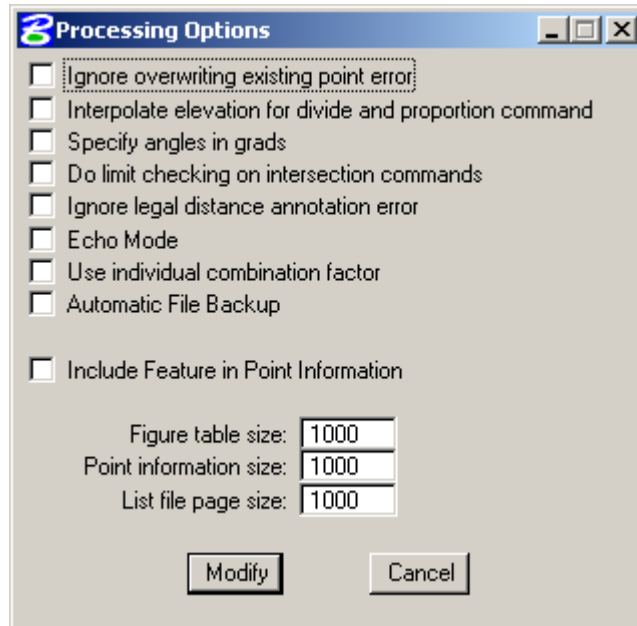 Processing Options
Ignore overwriting existing point error
Interpolate elevation for divide and proportion command
Specify angles in grads
Do limit checking on intersection commands
Ignore legal distance annotation error
Echo Mode
Use individual combination factor
Automatic File Backup
Include Feature in Point Information
Figure table size: 1000
Point information size: 1000
List file page size: 1000
Modify Cancel